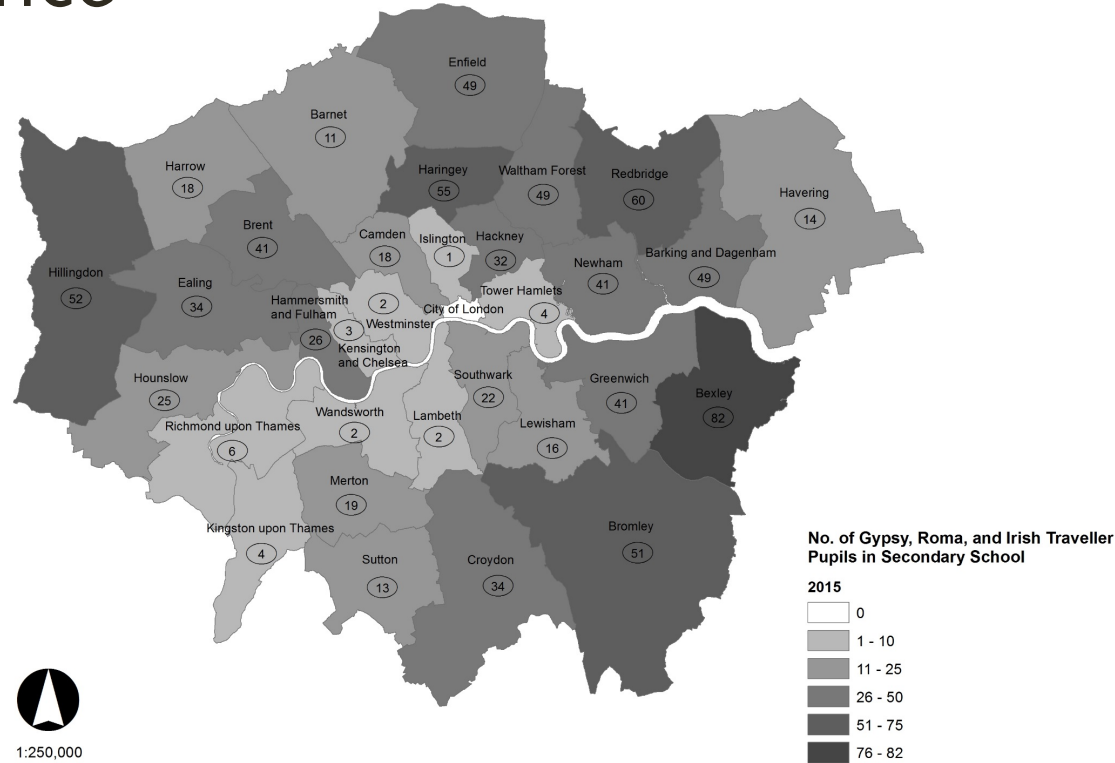 Enfield
49
Barnet
11
Harrow
18
Haringey
55
Waltham Forest
49
Redbridge
60
Havering
14
Brent
41
Camden
18
Islington
1
Hackney
32
Newham
41
Barking and Dagenham
49
Hillingdon
52
Ealing
34
Hammersmith
and Fulham
26
2
Westminster
3
Kensington
and Chelsea
City of London
Tower Hamlets
4
Hounslow
25
Richmond upon Thames
6
Wandsworth
2
Lambeth
2
Southwark
22
Lewisham
16
Greenwich
41
Bexley
82
Merton
19
Kingston upon Thames
4
Sutton
13
Croydon
34
Bromley
51
No. of Gypsy, Roma, and Irish Traveller
Pupils in Secondary School
2015
0
1 - 10
11 - 25
26 - 50
51 - 75
76 - 82
1:250,000